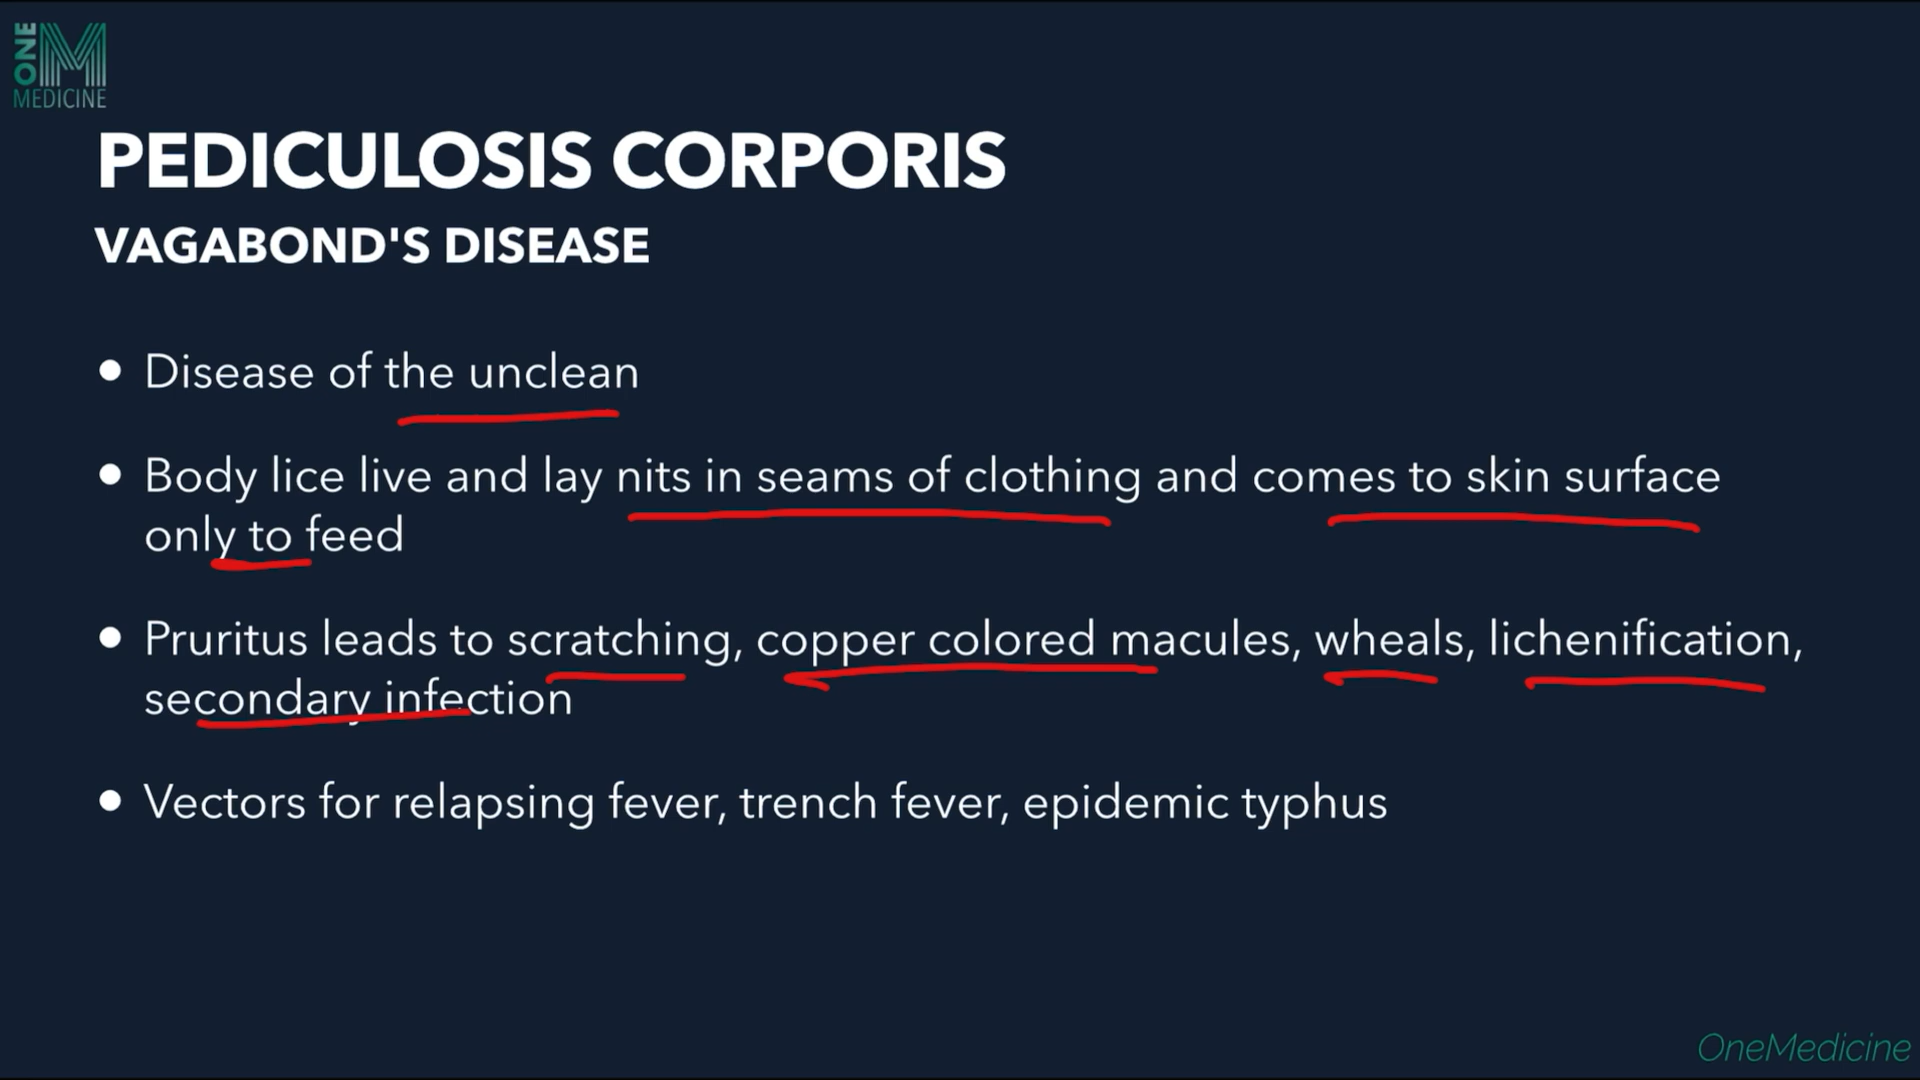 ONE
MEDICINE
PEDICULOSIS CORPORIS
VAGABOND'S DISEASE
• Disease of the unclean
• Body lice live and lay nits in seams of clothing and comes to skin surface
only to feed
• Pruritus leads to scratching, copper colored macules, wheals, lichenification,
secondary infection
• Vectors for relapsing fever, trench fever, epidemic typhus
OneMedicine